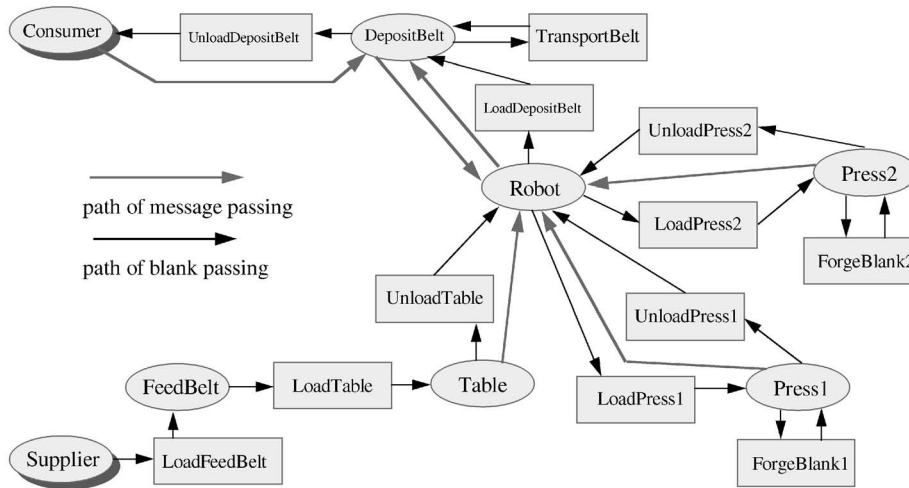 Consumer
UnloadDepositBelt
DepositBelt
TransportBelt
LoadDepositBelt
UnloadPress2
Press2
Robot
path of message passing
LoadPress2
path of blank passing
ForgeBlank2
UnloadTable
UnloadPress1
FeedBelt
LoadTable
Table
LoadPress1
Press1
Supplier
LoadFeedBelt
ForgeBlank1